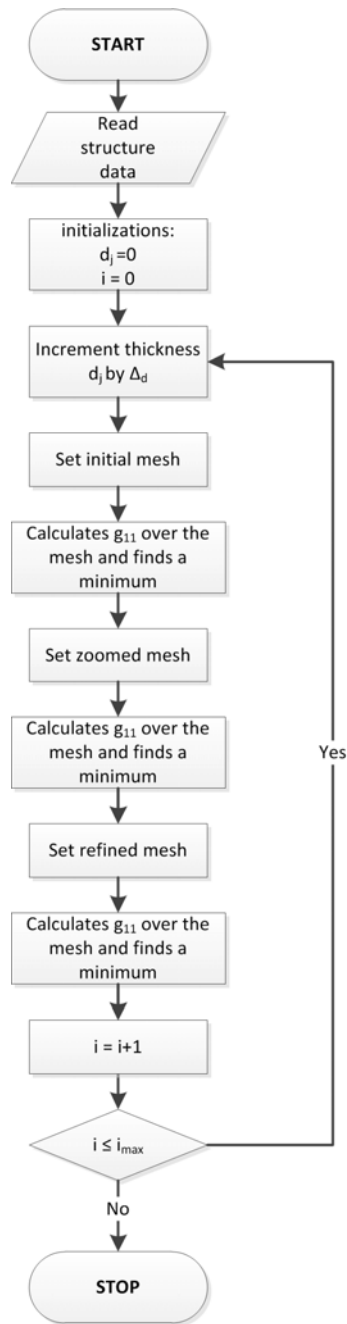 START
Read
structure
data
initializations:
dⱼ =0
i = 0
Increment thickness
dⱼ by Δ_d
Set initial mesh
Calculates g₁₁ over the
mesh and finds a
minimum
Set zoomed mesh
Calculates g₁₁ over the
mesh and finds a
minimum
Yes
Set refined mesh
Calculates g₁₁ over the
mesh and finds a
minimum
i = i+1
i ≤ i_max
No
STOP